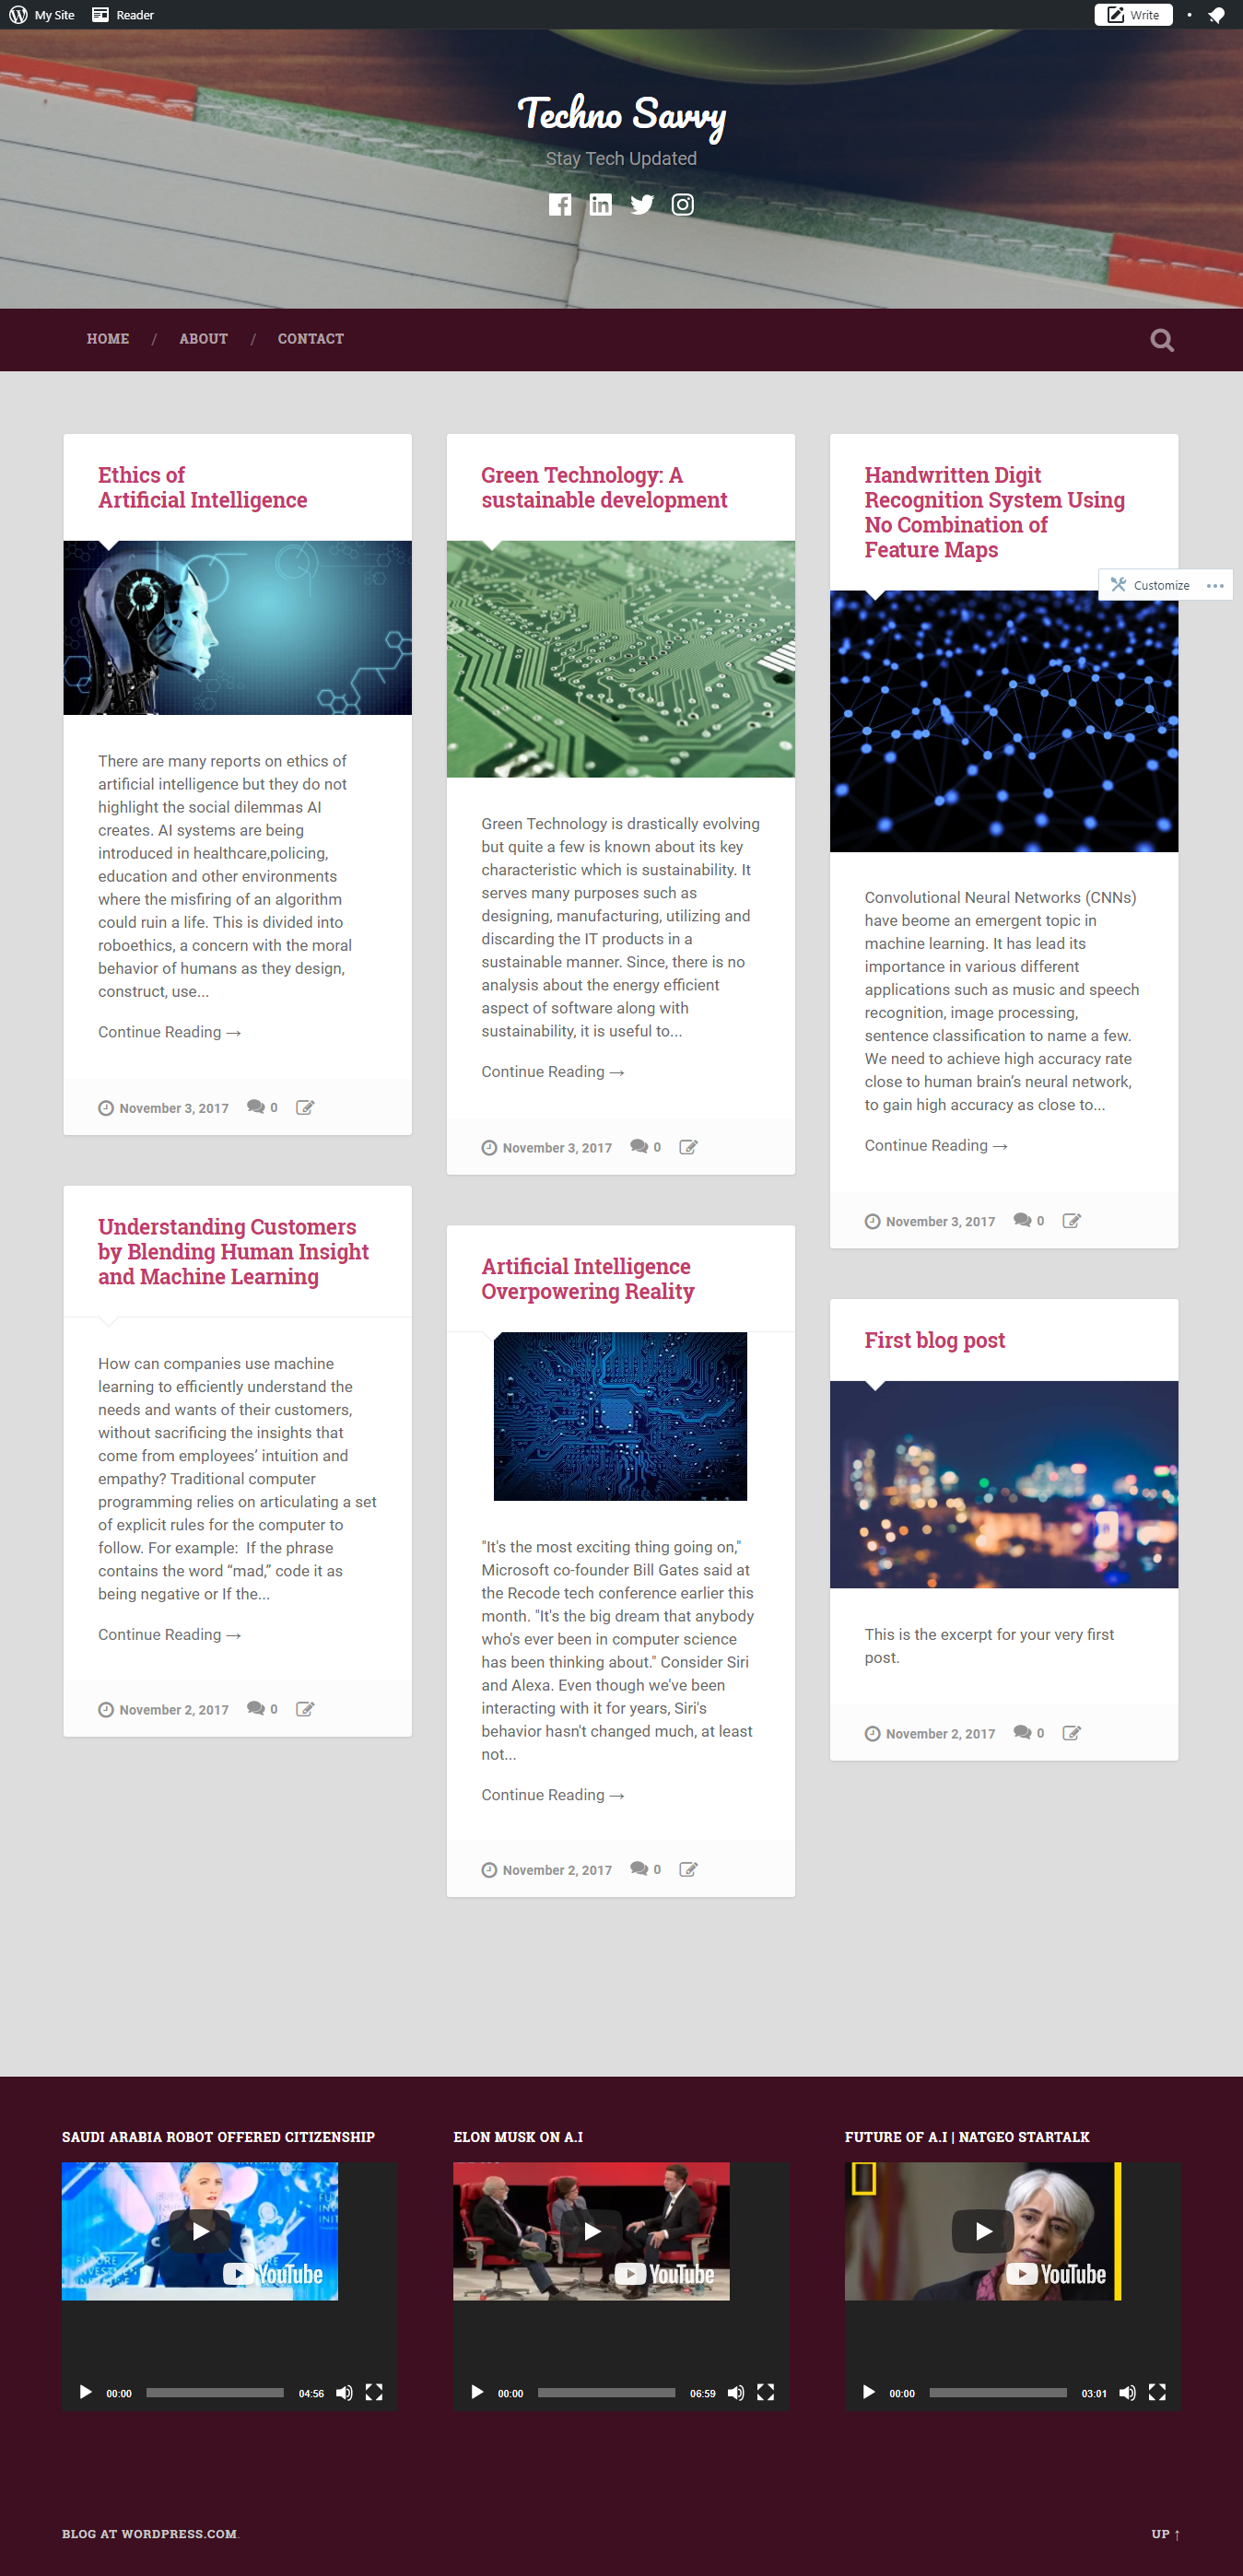 My Site
Reader
Write
Techno Savvy
Stay Tech Updated
HOME / ABOUT / CONTACT
Ethics of
Artificial Intelligence
There are many reports on ethics of
artificial intelligence but they do not
highlight the social dilemmas AI
creates. AI systems are being
introduced in healthcare,policing,
education and other environments
where the misfiring of an algorithm
could ruin a life. This is divided into
roboethics, a concern with the moral
behavior of humans as they design,
construct, use...
Continue Reading →
November 3, 2017 0
Green Technology: A
sustainable development
Green Technology is drastically evolving
but quite a few is known about its key
characteristic which is sustainability. It
serves many purposes such as
designing, manufacturing, utilizing and
discarding the IT products in a
sustainable manner. Since, there is no
analysis about the energy efficient
aspect of software along with
sustainability, it is useful to...
Continue Reading →
November 3, 2017 0
Handwritten Digit
Recognition System Using
No Combination of
Feature Maps
Customize
Convolutional Neural Networks (CNNs)
have beome an emergent topic in
machine learning. It has lead its
importance in various different
applications such as music and speech
recognition, image processing,
sentence classification to name a few.
We need to achieve high accuracy rate
close to human brain's neural network,
to gain high accuracy as close to...
Continue Reading →
November 3, 2017 0
Understanding Customers
by Blending Human Insight
and Machine Learning
How can companies use machine
learning to efficiently understand the
needs and wants of their customers,
without sacrificing the insights that
come from employees’ intuition and
empathy? Traditional computer
programming relies on articulating a set
of explicit rules for the computer to
follow. For example:  If the phrase
contains the word “mad,” code it as
being negative or If the...
Continue Reading →
November 2, 2017 0
Artificial Intelligence
Overpowering Reality
"It's the most exciting thing going on,"
Microsoft co-founder Bill Gates said at
the Recode tech conference earlier this
month. "It's the big dream that anybody
who's ever been in computer science
has been thinking about." Consider Siri
and Alexa. Even though we've been
interacting with it for years, Siri's
behavior hasn't changed much, at least
not...
Continue Reading →
November 2, 2017 0
First blog post
This is the excerpt for your very first
post.
November 2, 2017 0
SAUDI ARABIA ROBOT OFFERED CITIZENSHIP
YouTube
00:00 04:56
ELON MUSK ON A.I
YouTube
00:00 06:59
FUTURE OF A.I | NATGEO STARTALK
YouTube
00:00 03:01
BLOG AT WORDPRESS.COM.
UP ↑